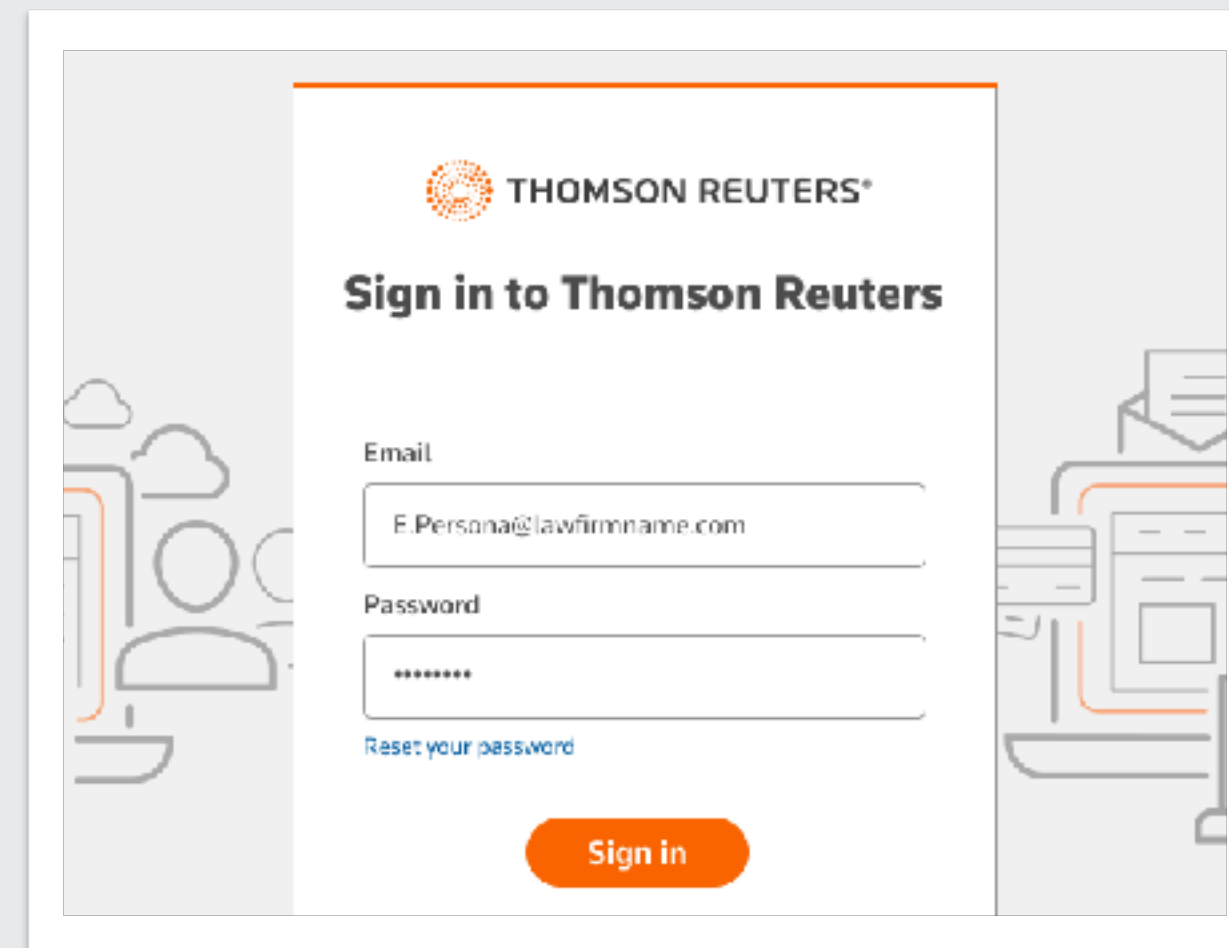 THOMSON REUTERS®
Sign in to Thomson Reuters
Email
E.Persona@lawfirmname.com
Password
••••••••
Reset your password
Sign in